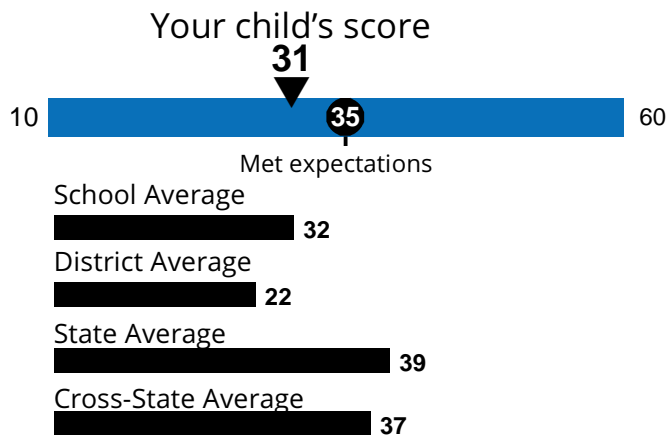 Your child's score
31
10 35 60
Met expectations
School Average
32
District Average
22
State Average
39
Cross-State Average
37